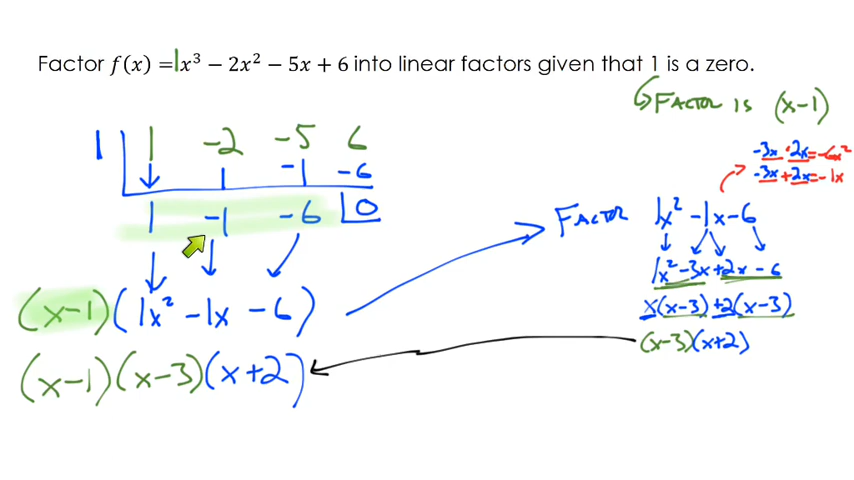 Factor f(x) = 1x³ − 2x² − 5x + 6 into linear factors given that 1 is a zero.
FACTOR IS (x−1)
1 | 1 −2 −5 6
1 −1 −6
1 −1 −6 | 0
(x−1)(1x² −1x −6)
(x−1)(x−3)(x+2)
−3x · 2x = −6x²
−3x + 2x = −1x
FACTOR 1x² −1x −6
1x² −3x +2x −6
x(x−3) +2(x−3)
(x−3)(x+2)